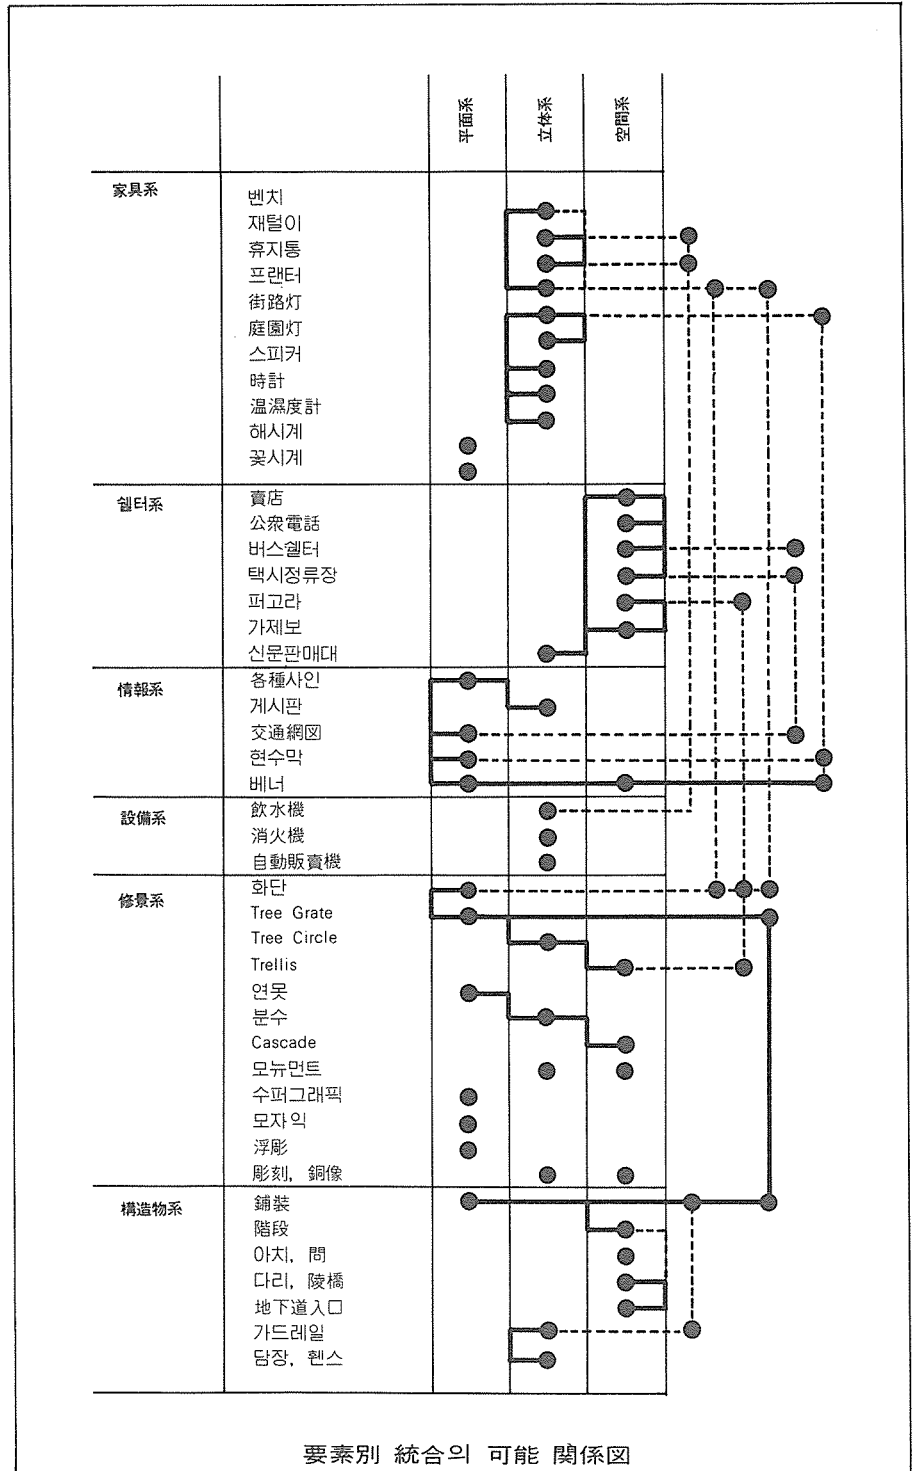 平面系
立体系
空間系
家具系
벤치
재털이
휴지통
프랜터
街路灯
庭園灯
스피커
時計
温濕度計
해시계
꽃시계
쉘터系
賣店
公衆電話
버스쉘터
택시정류장
퍼고라
가제보
신문판매대
情報系
各種사인
게시판
交通網図
현수막
베너
設備系
飮水機
消火機
自動販賣機
修景系
화단
Tree Grate
Tree Circle
Trellis
연못
분수
Cascade
모뉴먼트
수퍼그래픽
모자익
浮彫
彫刻, 銅像
構造物系
鋪裝
階段
아치, 問
다리, 陵橋
地下道入口
가드레일
담장, 휀스
要素別 統合의 可能 関係図